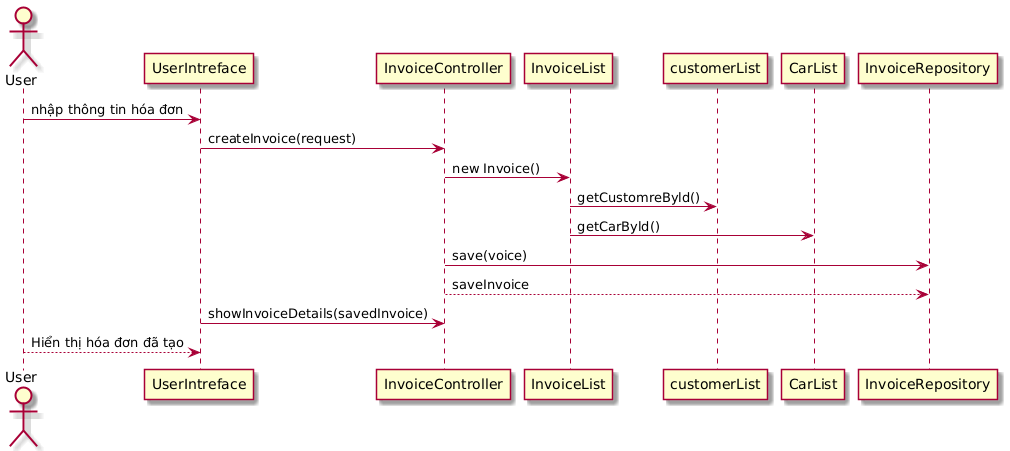 User
UserIntreface
InvoiceController
InvoiceList
customerList
CarList
InvoiceRepository
nhập thông tin hóa đơn
createInvoice(request)
new Invoice()
getCustomreById()
getCarById()
save(voice)
saveInvoice
showInvoiceDetails(savedInvoice)
Hiển thị hóa đơn đã tạo
User
UserIntreface
InvoiceController
InvoiceList
customerList
CarList
InvoiceRepository